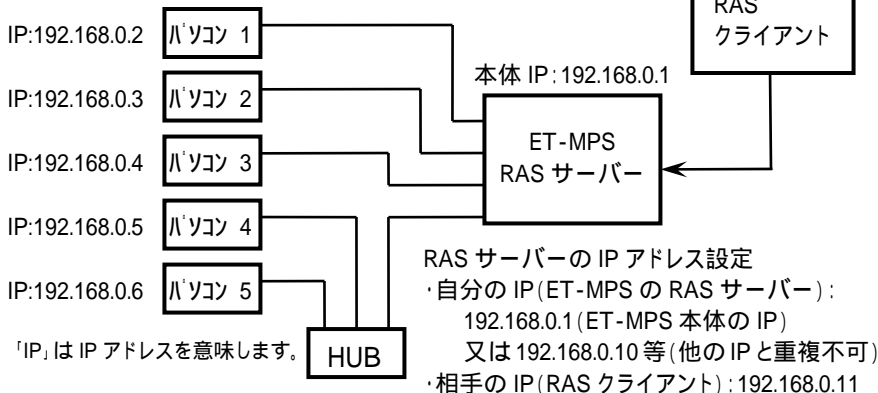 RAS
クライアント
IP:192.168.0.2 パソコン 1
本体 IP:192.168.0.1
IP:192.168.0.3 パソコン 2
ET-MPS
RAS サーバー
IP:192.168.0.4 パソコン 3
IP:192.168.0.5 パソコン 4
IP:192.168.0.6 パソコン 5
「IP」は IP アドレスを意味します。
HUB
RAS サーバーの IP アドレス設定
・自分の IP(ET-MPS の RAS サーバー):
192.168.0.1(ET-MPS 本体の IP)
又は 192.168.0.10 等(他の IP と重複不可)
・相手の IP(RAS クライアント):192.168.0.11